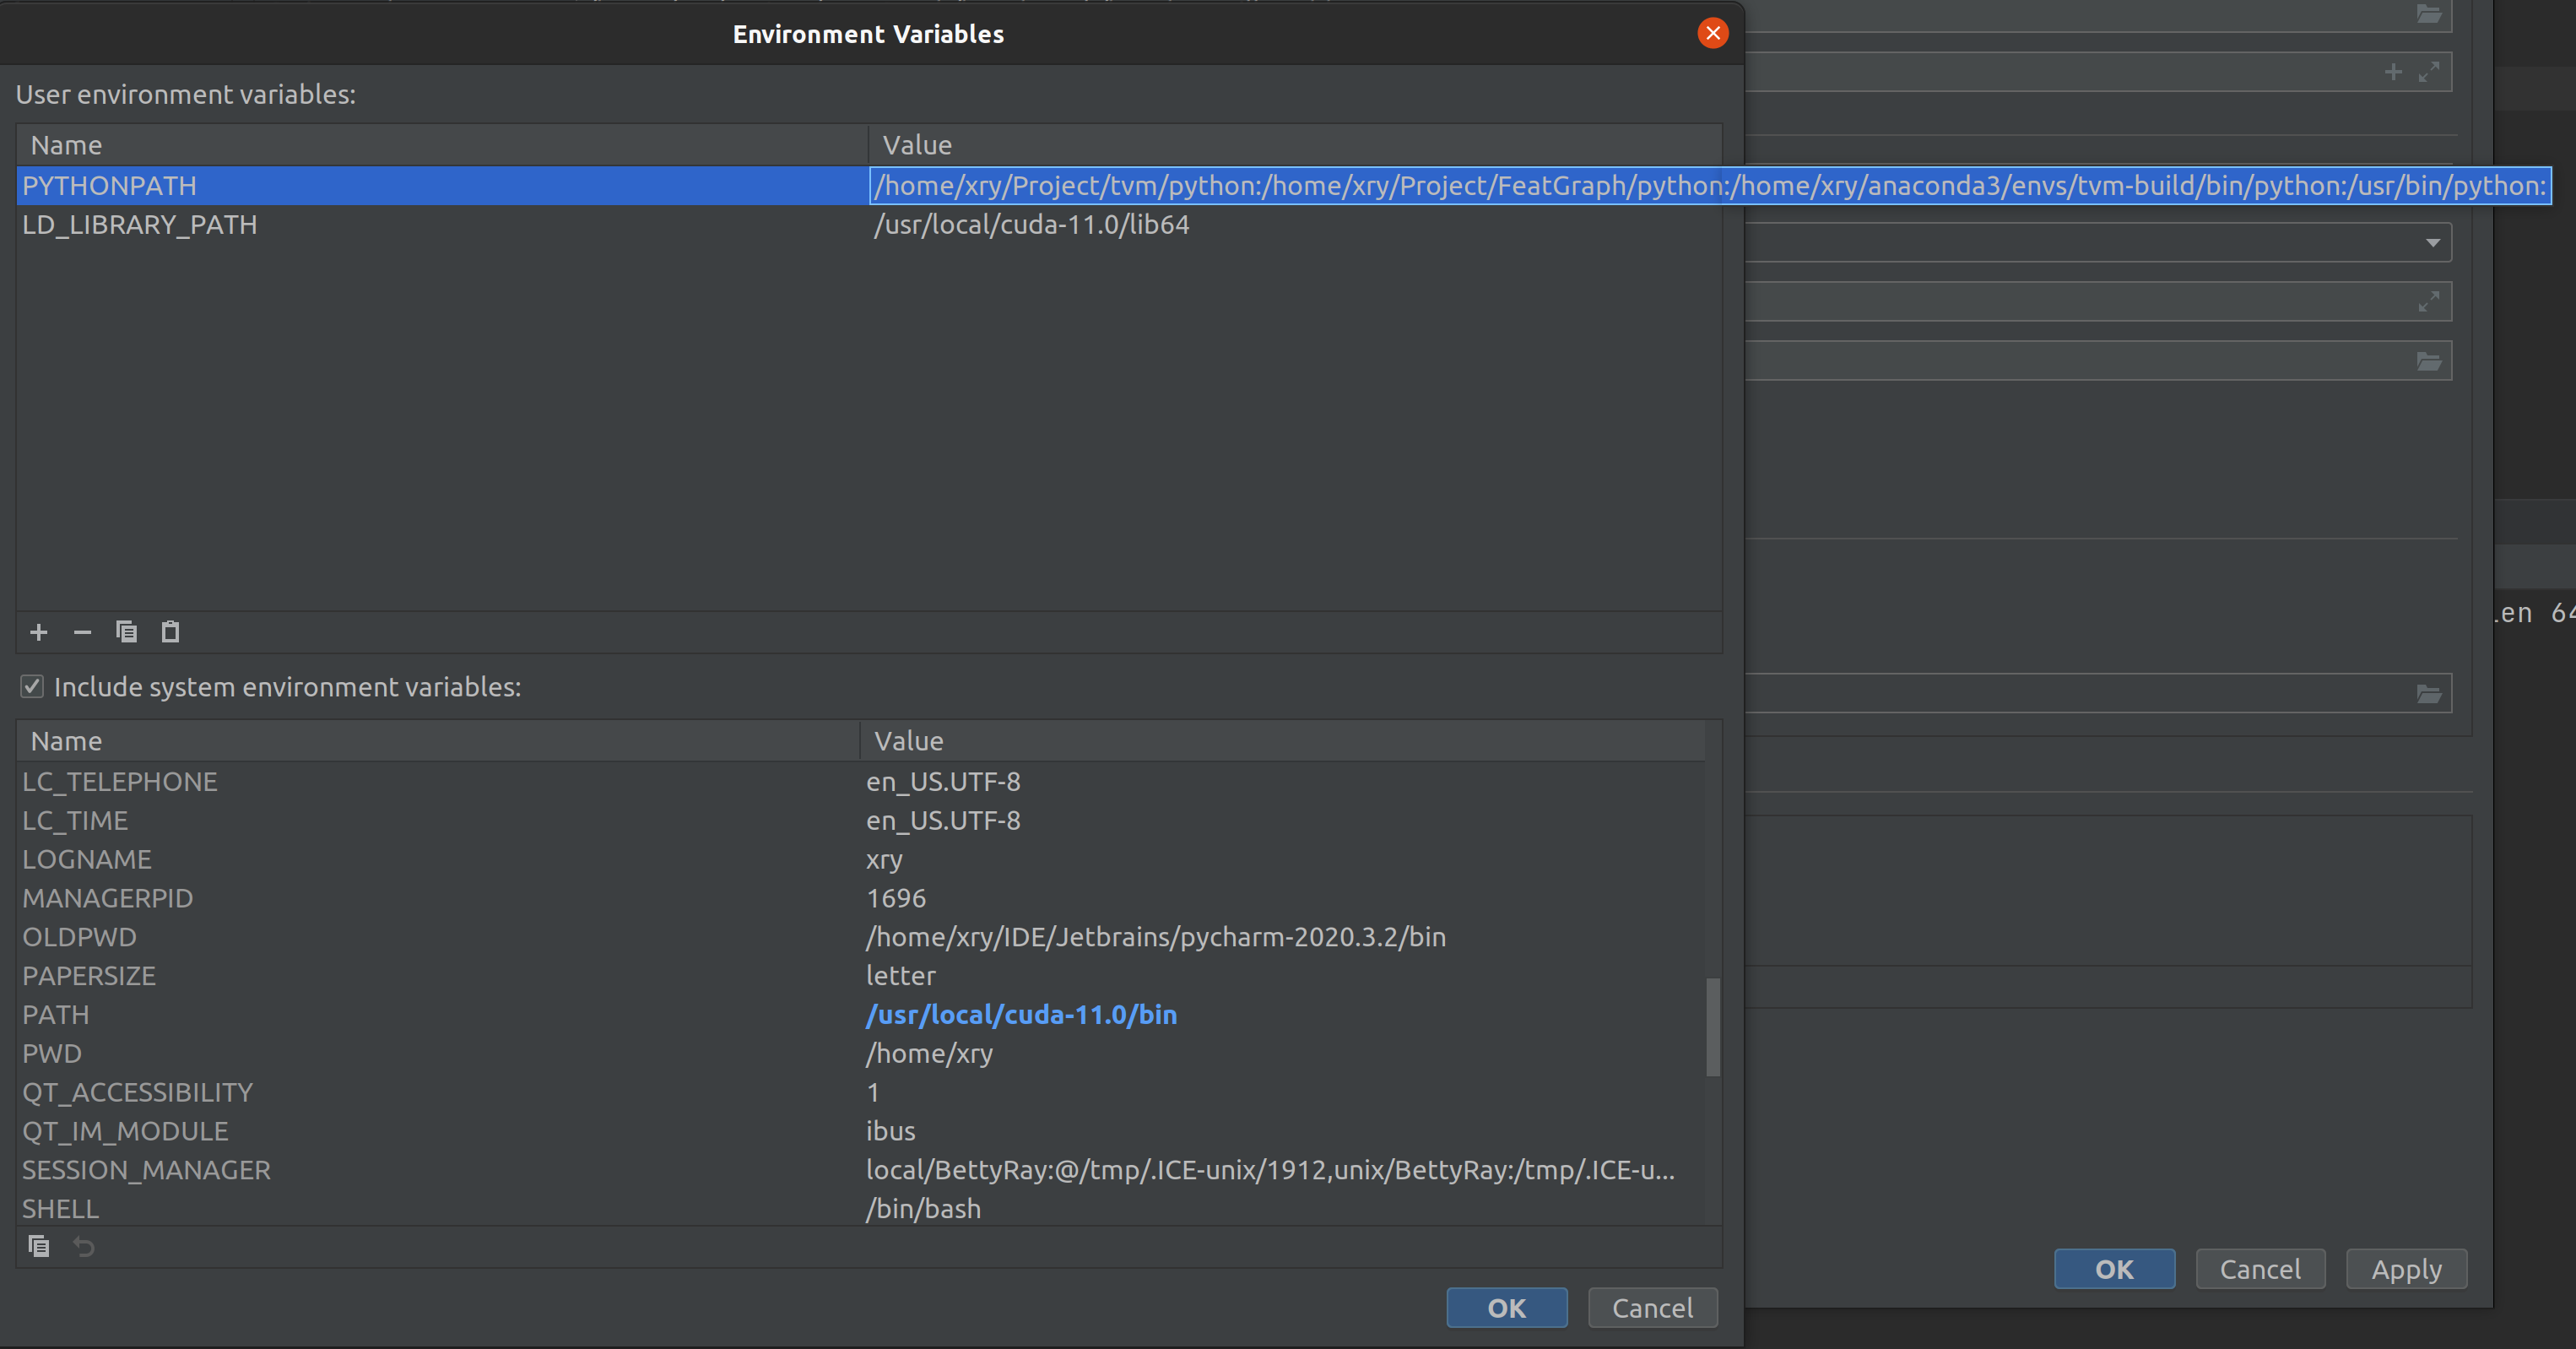 Environment Variables
User environment variables:
Name Value
PYTHONPATH /home/xry/Project/tvm/python:/home/xry/Project/FeatGraph/python:/home/xry/anaconda3/envs/tvm-build/bin/python:/usr/bin/python:
LD_LIBRARY_PATH /usr/local/cuda-11.0/lib64
Include system environment variables:
Name Value
LC_TELEPHONE en_US.UTF-8
LC_TIME en_US.UTF-8
LOGNAME xry
MANAGERPID 1696
OLDPWD /home/xry/IDE/Jetbrains/pycharm-2020.3.2/bin
PAPERSIZE letter
PATH /usr/local/cuda-11.0/bin
PWD /home/xry
QT_ACCESSIBILITY 1
QT_IM_MODULE ibus
SESSION_MANAGER local/BettyRay:@/tmp/.ICE-unix/1912,unix/BettyRay:/tmp/.ICE-u...
SHELL /bin/bash
OK Cancel
OK Cancel Apply